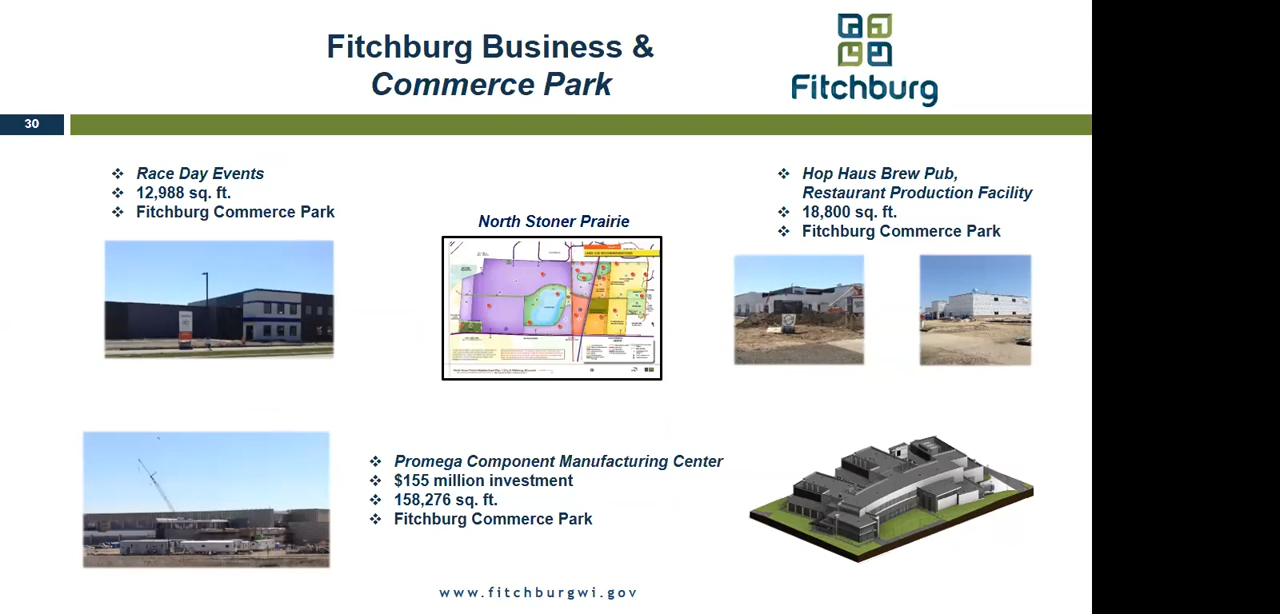 Fitchburg Business &
Commerce Park
Fitchburg
30
Race Day Events
12,988 sq. ft.
Fitchburg Commerce Park
North Stoner Prairie
Hop Haus Brew Pub,
Restaurant Production Facility
18,800 sq. ft.
Fitchburg Commerce Park
Promega Component Manufacturing Center
$155 million investment
158,276 sq. ft.
Fitchburg Commerce Park
www.fitchburgwi.gov